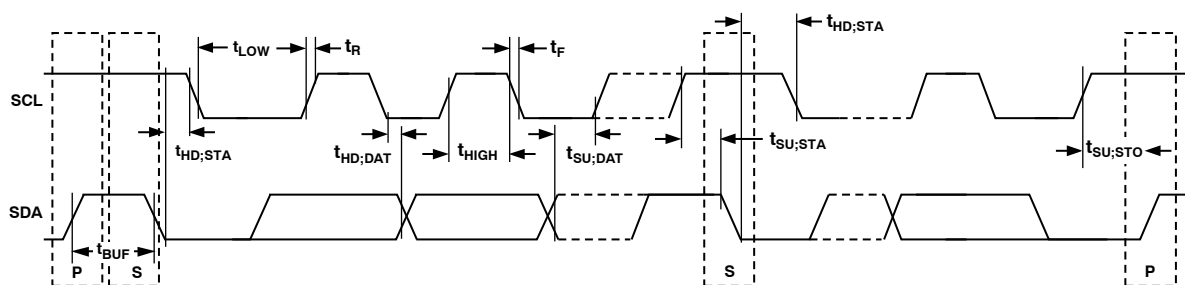 tHD;STA
tLOW
tR
tF
SCL
tHD;STA
tHD;DAT
tHIGH
tSU;DAT
tSU;STA
tSU;STO
SDA
tBUF
P
S
S
P